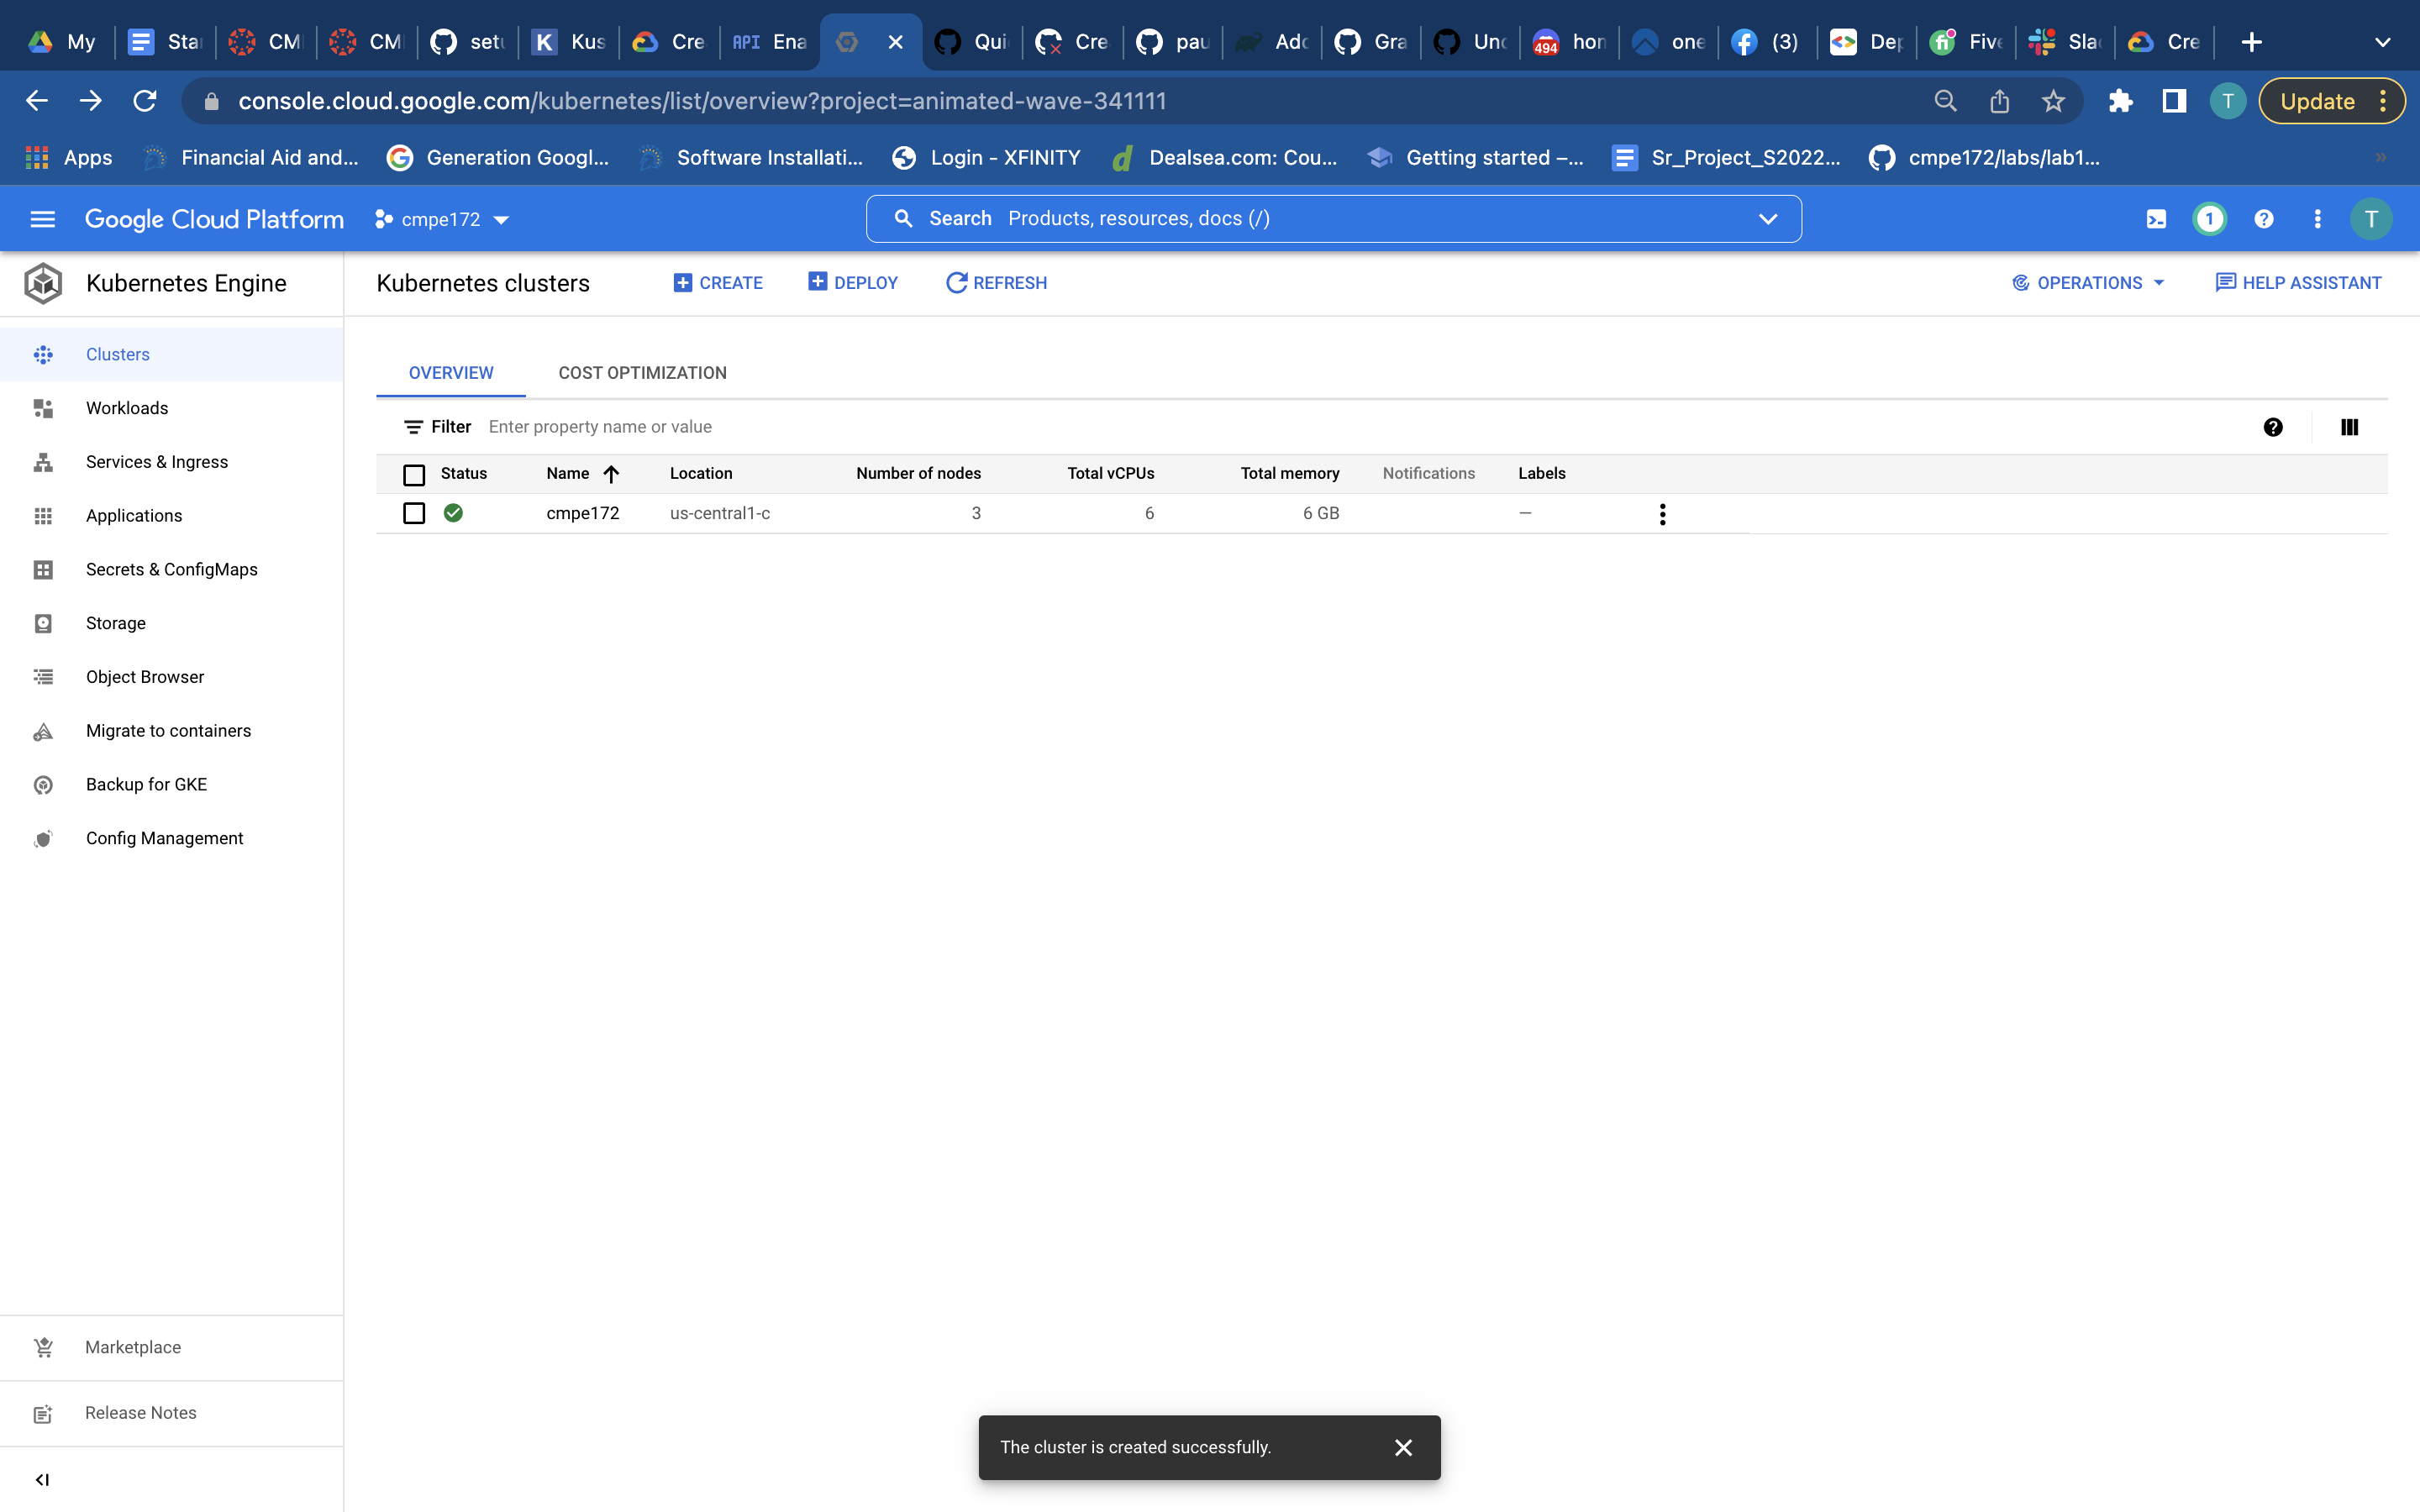 My Sta CM CM setu Kus Cre API Ena Qui Cre pau Add Gra Unc 494 hon one (3) Dep Five Sla Cre
console.cloud.google.com/kubernetes/list/overview?project=animated-wave-341111 T Update
Apps Financial Aid and... Generation Googl... Software Installati... Login - XFINITY Dealsea.com: Cou... Getting started –... Sr_Project_S2022... cmpe172/labs/lab1... »
Google Cloud Platform cmpe172 Search Products, resources, docs (/) 1 T
Kubernetes Engine
Kubernetes clusters CREATE DEPLOY REFRESH OPERATIONS HELP ASSISTANT
Clusters
Workloads
Services & Ingress
Applications
Secrets & ConfigMaps
Storage
Object Browser
Migrate to containers
Backup for GKE
Config Management
Marketplace
Release Notes
OVERVIEW COST OPTIMIZATION
Filter Enter property name or value
Status Name Location Number of nodes Total vCPUs Total memory Notifications Labels
cmpe172 us-central1-c 3 6 6 GB —
The cluster is created successfully.